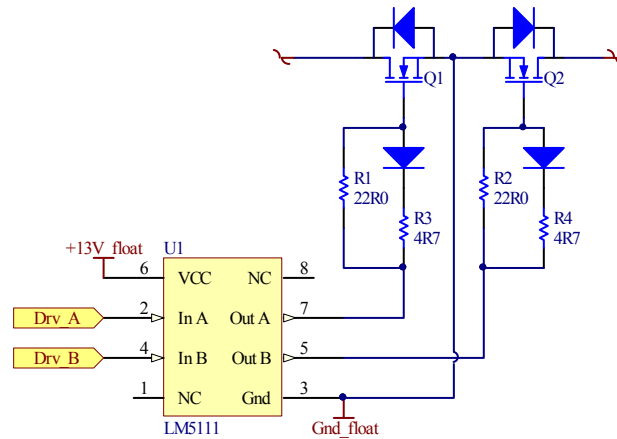 Q1
Q2
R1
22R0
R3
4R7
R2
22R0
R4
4R7
+13V_float
U1
6 VCC NC 8
Drv_A 2 In A Out A 7
Drv_B 4 In B Out B 5
1 NC Gnd 3
LM5111
Gnd_float